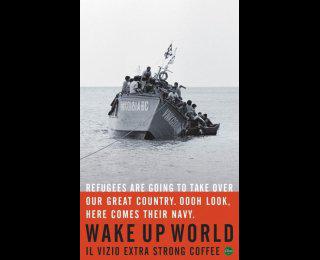 REFUGEES ARE GOING TO TAKE OVER
OUR GREAT COUNTRY. OOOH LOOK,
HERE COMES THEIR NAVY.
WAKE UP WORLD
IL VIZIO EXTRA STRONG COFFEE